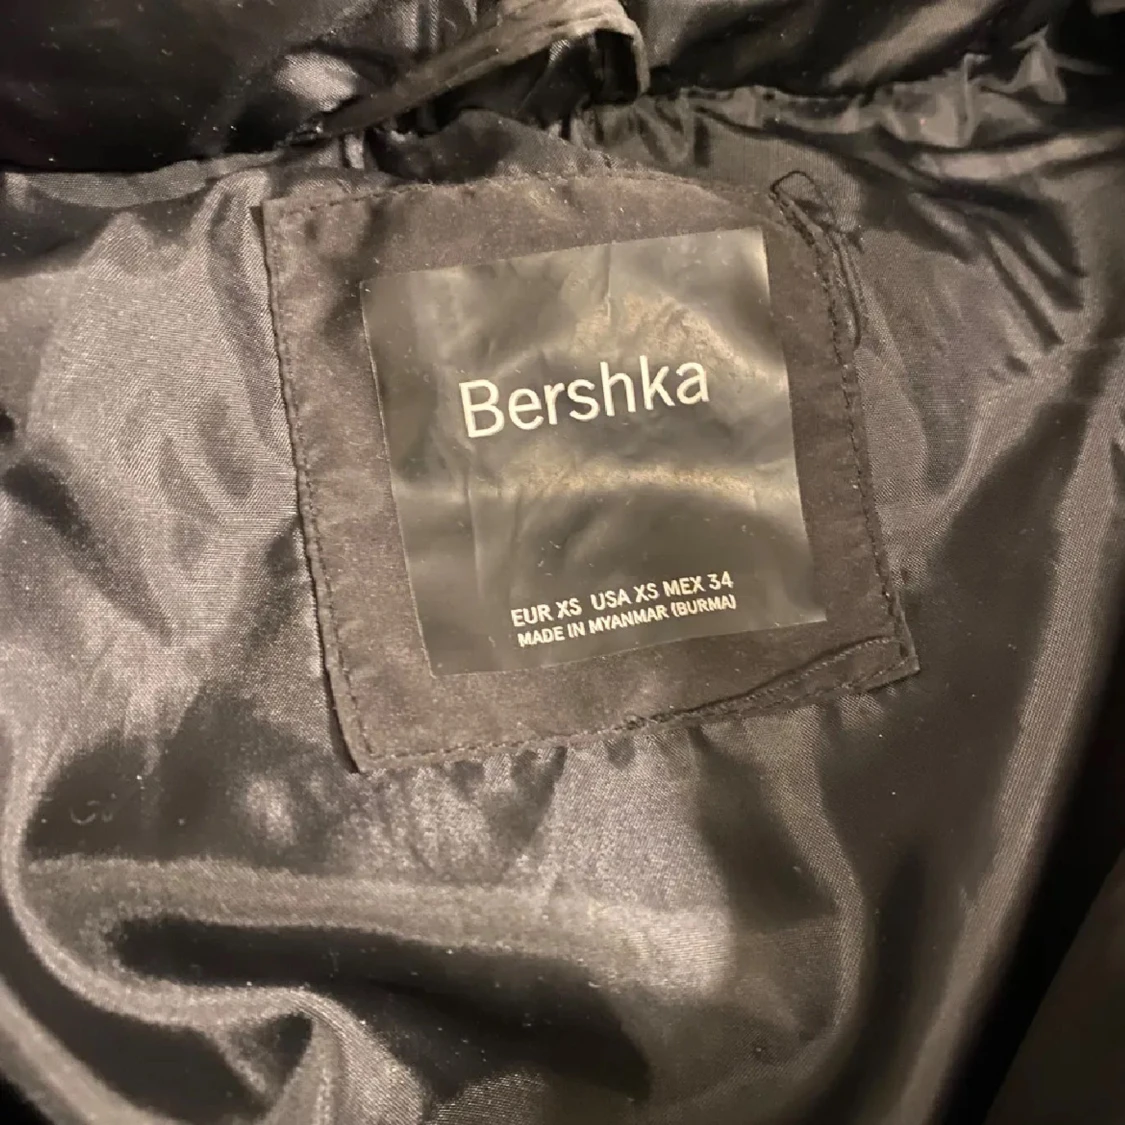 Bershka
EUR XS USA XS MEX 34
MADE IN MYANMAR (BURMA)